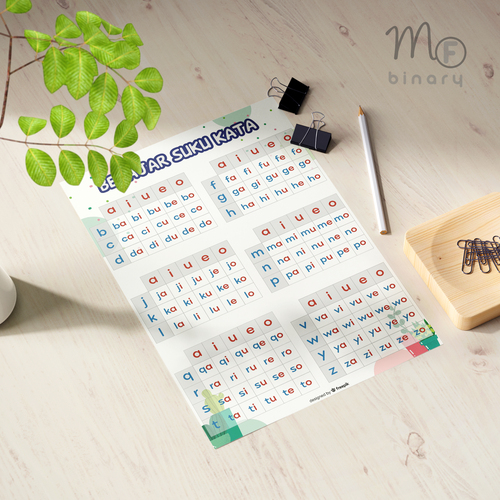 MF
binary
BELAJAR SUKU KATA
a i u e o
b ba bi bu be bo
c ca ci cu ce co
d da di du de do
a i u e o
f fa fi fu fe fo
g ga gi gu ge go
h ha hi hu he ho
a i u e o
j ja ji ju je jo
k ka ki ku ke ko
l la li lu le lo
a i u e o
m ma mi mu me mo
n na ni nu ne no
p pa pi pu pe po
a i u e o
q qa qi qu qe qo
r ra ri ru re ro
s sa si su se so
t ta ti tu te to
a i u e o
v va vi vu ve vo
w wa wi wu we wo
y ya yi yu ye yo
z za zi zu ze zo
designed by freepik